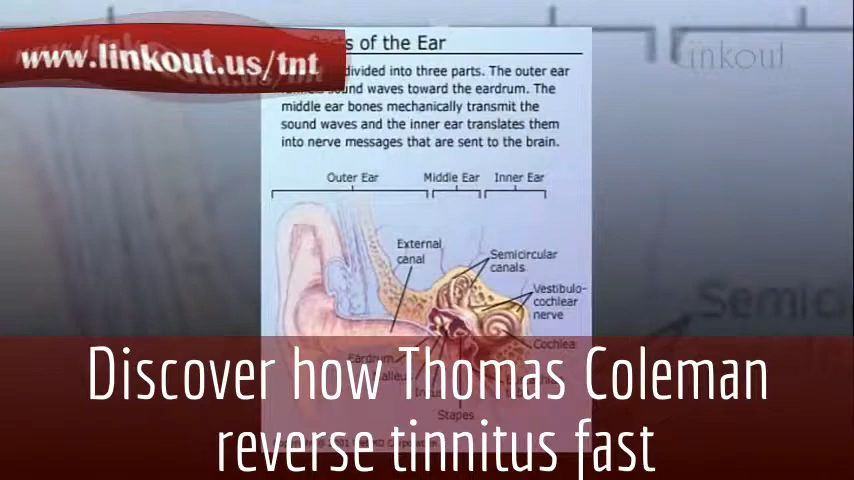 www.linkout.us/tnt
of the Ear
divided into three parts. The outer ear
sound waves toward the eardrum. The
middle ear bones mechanically transmit the
sound waves and the inner ear translates them
into nerve messages that are sent to the brain.
linkout
Outer Ear Middle Ear Inner Ear
External
canal
Semicircular
canals
Vestibulo-
cochlear
nerve
Semici
Cochlea
Eardrum
Stapes
Discover how Thomas Coleman
reverse tinnitus fast